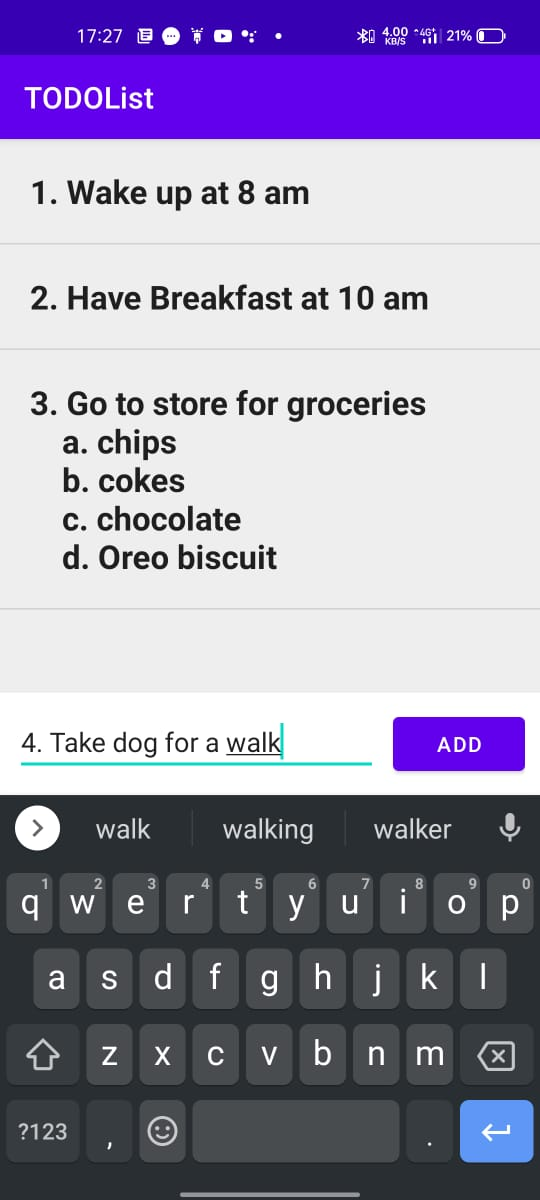 17:27 4.00 KB/S 4G+ 21%
TODOList
1. Wake up at 8 am
2. Have Breakfast at 10 am
3. Go to store for groceries
a. chips
b. cokes
c. chocolate
d. Oreo biscuit
4. Take dog for a walk ADD
walk walking walker
1 2 3 4 5 6 7 8 9 0
q w e r t y u i o p
a s d f g h j k l
z x c v b n m
?123 , .